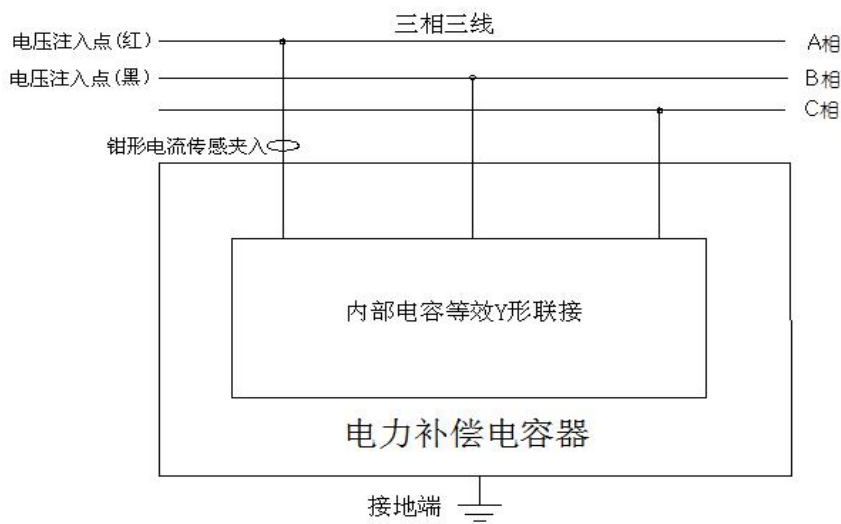 三相三线
电压注入点(红)
A相
电压注入点(黑)
B相
C相
钳形电流传感夹入
内部电容等效Y形联接
电力补偿电容器
接地端